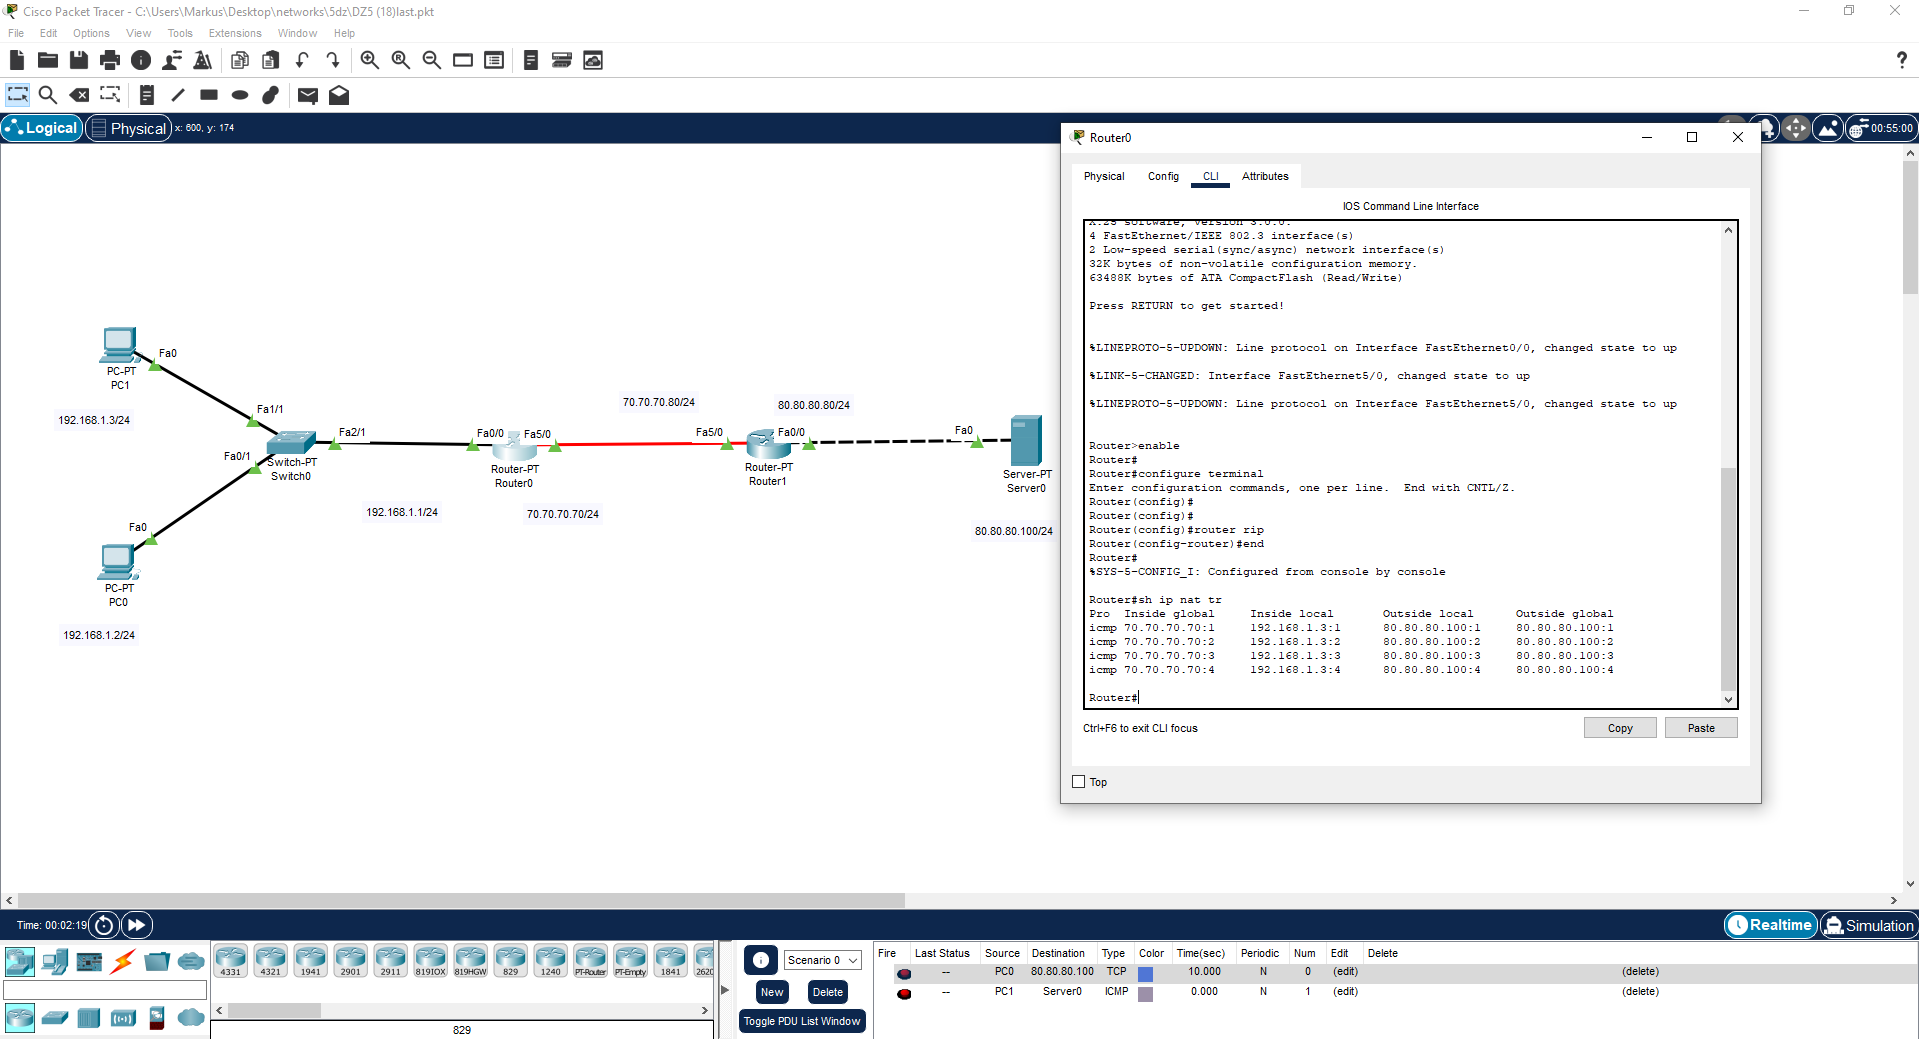 Cisco Packet Tracer - C:\Users\Markus\Desktop\networks\5dz\DZ5 (18)last.pkt
File Edit Options View Tools Extensions Window Help
Logical Physical x: 600, y: 174
00:55:00
Fa0
PC-PT
PC1
192.168.1.3/24
Fa1/1
Fa2/1
Fa0/1
Switch-PT
Switch0
Fa0
PC-PT
PC0
192.168.1.2/24
192.168.1.1/24
Fa0/0 Fa5/0
Router-PT
Router0
70.70.70.70/24
70.70.70.80/24
80.80.80.80/24
Fa5/0 Fa0/0
Router-PT
Router1
Fa0
Server-PT
Server0
80.80.80.100/24
Router0
Physical Config CLI Attributes
IOS Command Line Interface
X.25 software, Version 3.0.0.
4 FastEthernet/IEEE 802.3 interface(s)
2 Low-speed serial(sync/async) network interface(s)
32K bytes of non-volatile configuration memory.
63488K bytes of ATA CompactFlash (Read/Write)
Press RETURN to get started!
%LINEPROTO-5-UPDOWN: Line protocol on Interface FastEthernet0/0, changed state to up
%LINK-5-CHANGED: Interface FastEthernet5/0, changed state to up
%LINEPROTO-5-UPDOWN: Line protocol on Interface FastEthernet5/0, changed state to up
Router>enable
Router#
Router#configure terminal
Enter configuration commands, one per line. End with CNTL/Z.
Router(config)#
Router(config)#
Router(config)#router rip
Router(config-router)#end
Router#
%SYS-5-CONFIG_I: Configured from console by console
Router#sh ip nat tr
Pro Inside global Inside local Outside local Outside global
icmp 70.70.70.70:1 192.168.1.3:1 80.80.80.100:1 80.80.80.100:1
icmp 70.70.70.70:2 192.168.1.3:2 80.80.80.100:2 80.80.80.100:2
icmp 70.70.70.70:3 192.168.1.3:3 80.80.80.100:3 80.80.80.100:3
icmp 70.70.70.70:4 192.168.1.3:4 80.80.80.100:4 80.80.80.100:4
Router#
Ctrl+F6 to exit CLI focus
Copy Paste
Top
Time: 00:02:19
Realtime Simulation
4331 4321 1941 2901 2911 819IOX 819HGW 829 1240 PT-Router PT-Empty 1841 2620
829
Scenario 0
New Delete
Toggle PDU List Window
Fire Last Status Source Destination Type Color Time(sec) Periodic Num Edit Delete
-- PC0 80.80.80.100 TCP 10.000 N 0 (edit) (delete)
-- PC1 Server0 ICMP 0.000 N 1 (edit) (delete)